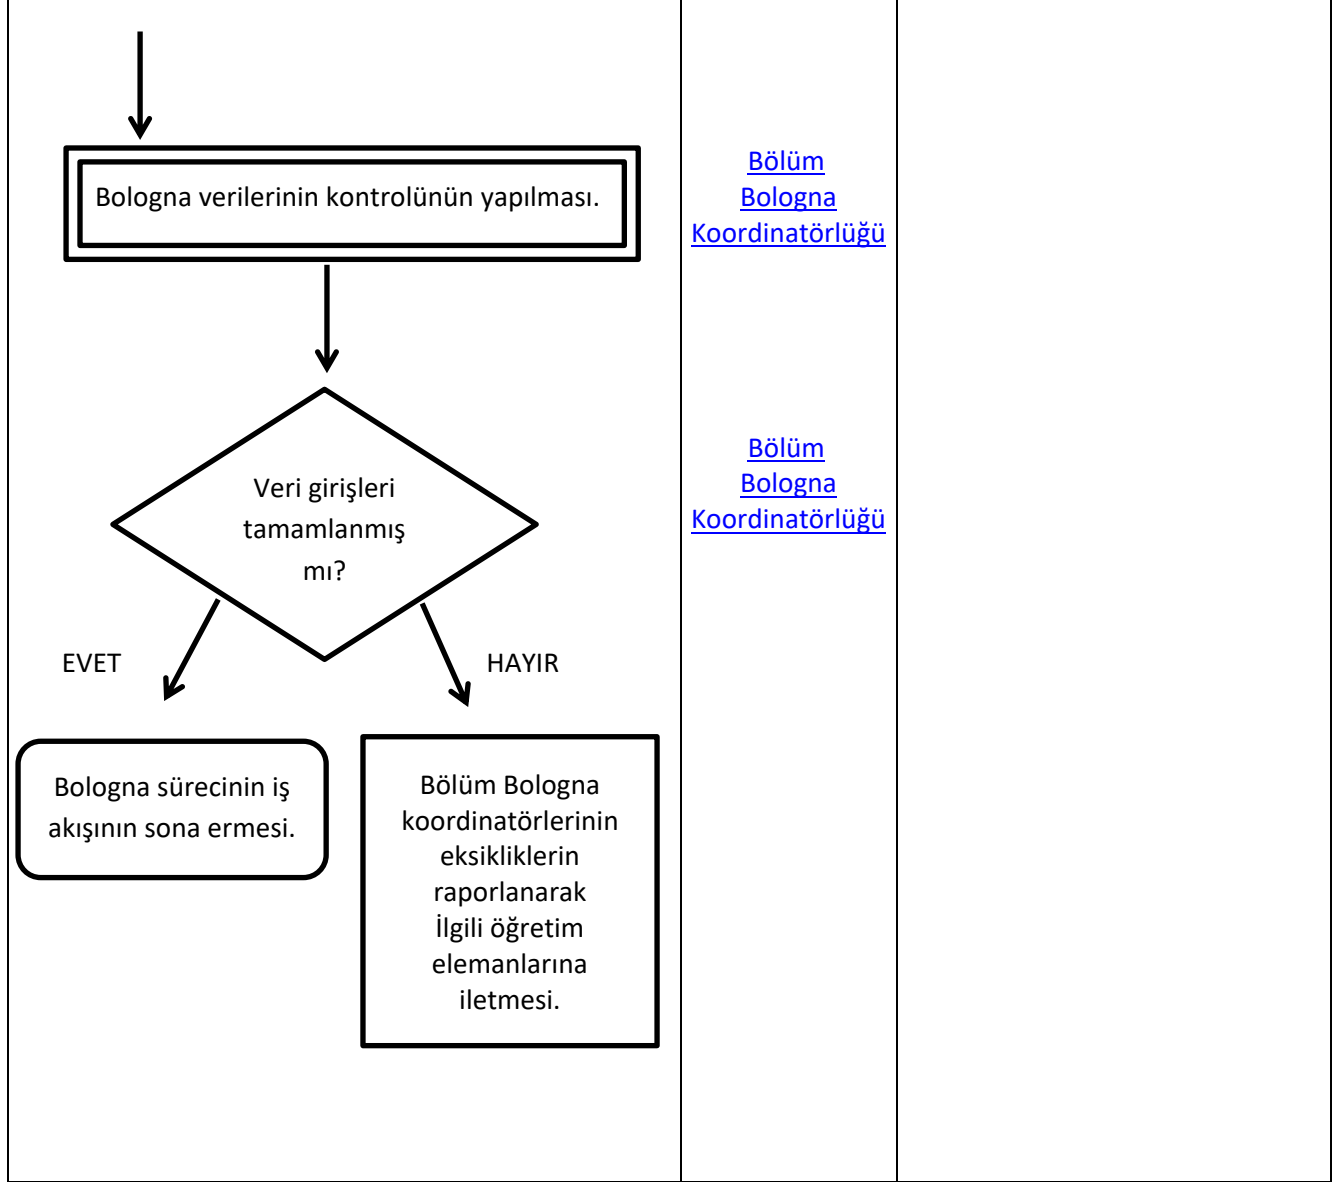 Bologna verilerinin kontrolünün yapılması.
Bölüm
Bologna
Koordinatörlüğü
Veri girişleri
tamamlanmış
mı?
Bölüm
Bologna
Koordinatörlüğü
EVET
HAYIR
Bologna sürecinin iş
akışının sona ermesi.
Bölüm Bologna
koordinatörlerinin
eksikliklerin
raporlanarak
İlgili öğretim
elemanlarına
iletmesi.